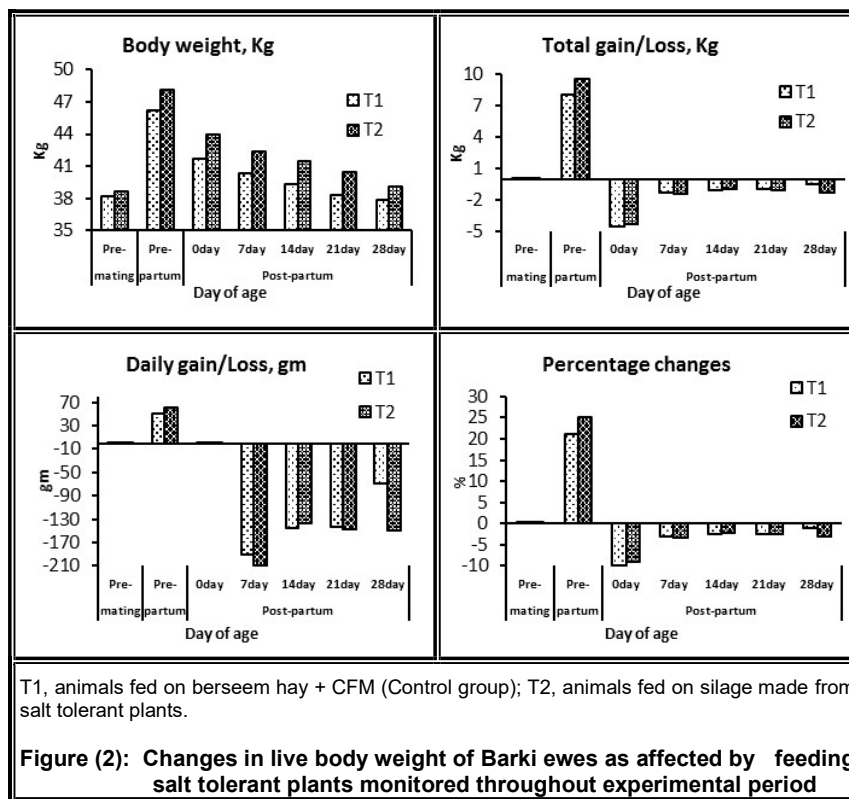 Body weight, Kg
50
47
44
41
38
35
Kg
T1
T2
Pre-
mating
Pre-
partum
0day
7day
14day
21day
28day
Post-partum
Day of age
Total gain/Loss, Kg
10
7
4
1
-2
-5
Kg
T1
T2
Pre-
mating
Pre-
partum
0day
7day
14day
21day
28day
Post-partum
Day of age
Daily gain/Loss, gm
70
30
-10
-50
-90
-130
-170
-210
gm
T1
T2
Pre-
mating
Pre-
partum
0day
7day
14day
21day
28day
Post-partum
Day of age
Percentage changes
30
25
20
15
10
5
0
-5
-10
%
T1
T2
Pre-
mating
Pre-
partum
0day
7day
14day
21day
28day
Post-partum
Day of age
T1, animals fed on berseem hay + CFM (Control group); T2, animals fed on silage made from
salt tolerant plants.
Figure (2): Changes in live body weight of Barki ewes as affected by feeding
salt tolerant plants monitored throughout experimental period